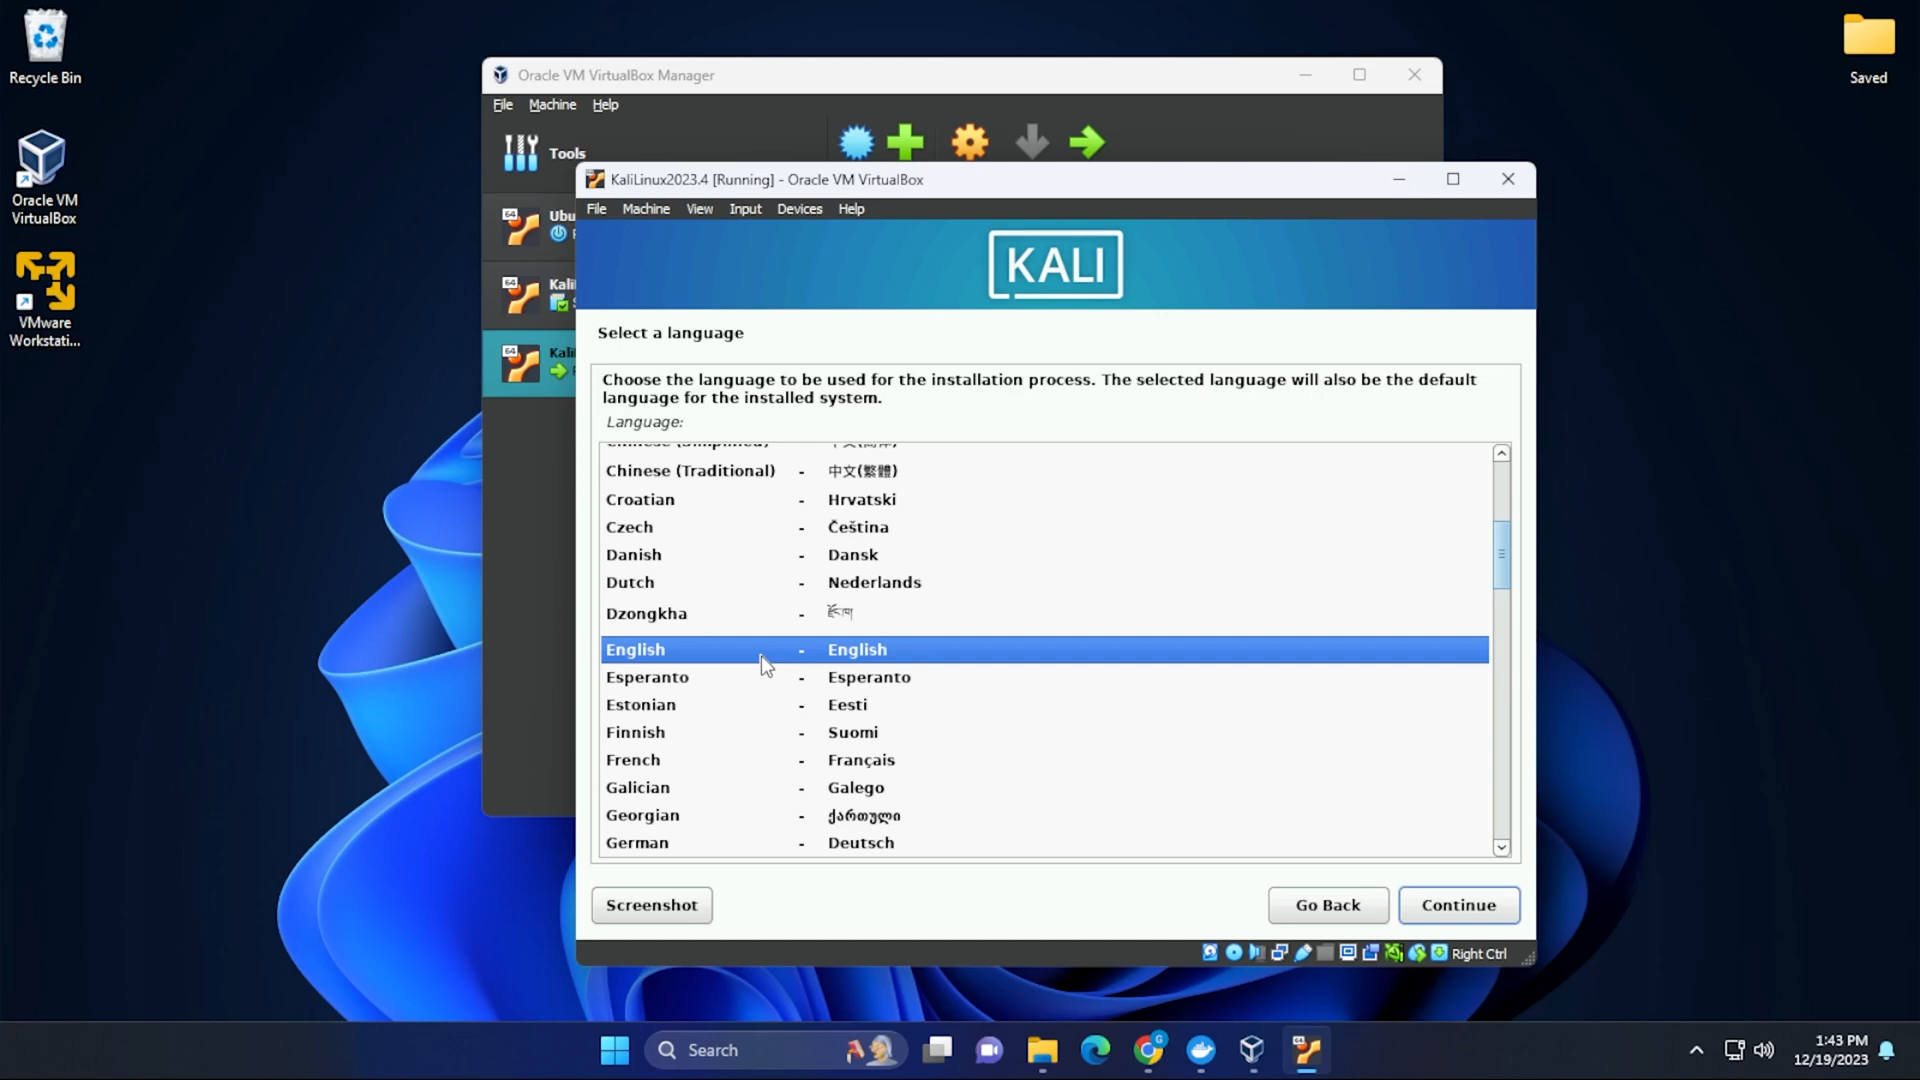 Recycle Bin
Oracle VM
VirtualBox
VMware
Workstati...
Saved
Oracle VM VirtualBox Manager
File Machine Help
Tools
64 Ubu
64 Kali
64 Kali
KaliLinux2023.4 [Running] - Oracle VM VirtualBox
File Machine View Input Devices Help
KALI
Select a language
Choose the language to be used for the installation process. The selected language will also be the default
language for the installed system.
Language:
Chinese (Traditional) - 中文(繁體)
Croatian - Hrvatski
Czech - Čeština
Danish - Dansk
Dutch - Nederlands
Dzongkha - རྫོང་ཁ།
English - English
Esperanto - Esperanto
Estonian - Eesti
Finnish - Suomi
French - Français
Galician - Galego
Georgian - ქართული
German - Deutsch
Screenshot Go Back Continue
Right Ctrl
Search
1:43 PM
12/19/2023